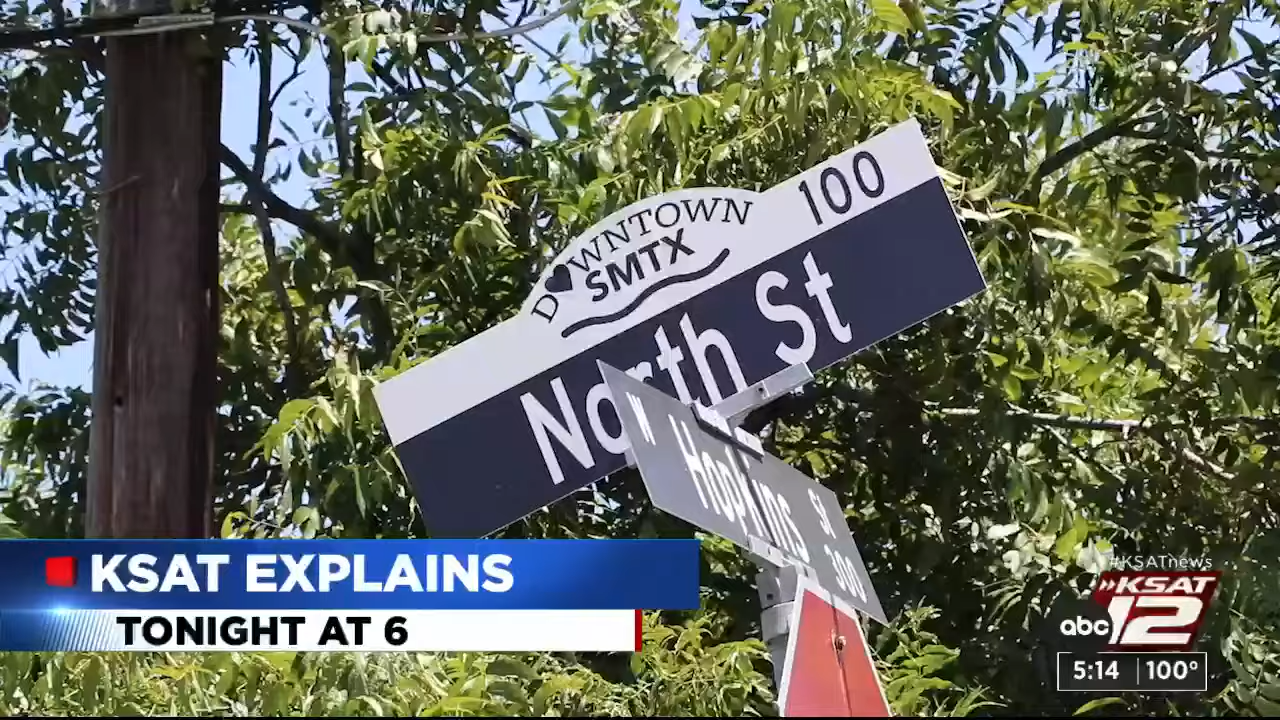 100
DOWNTOWN
SMTX
North St
W Hopkins St
300
KSAT EXPLAINS
TONIGHT AT 6
#KSATnews
KSAT
abc 12
5:14 100°